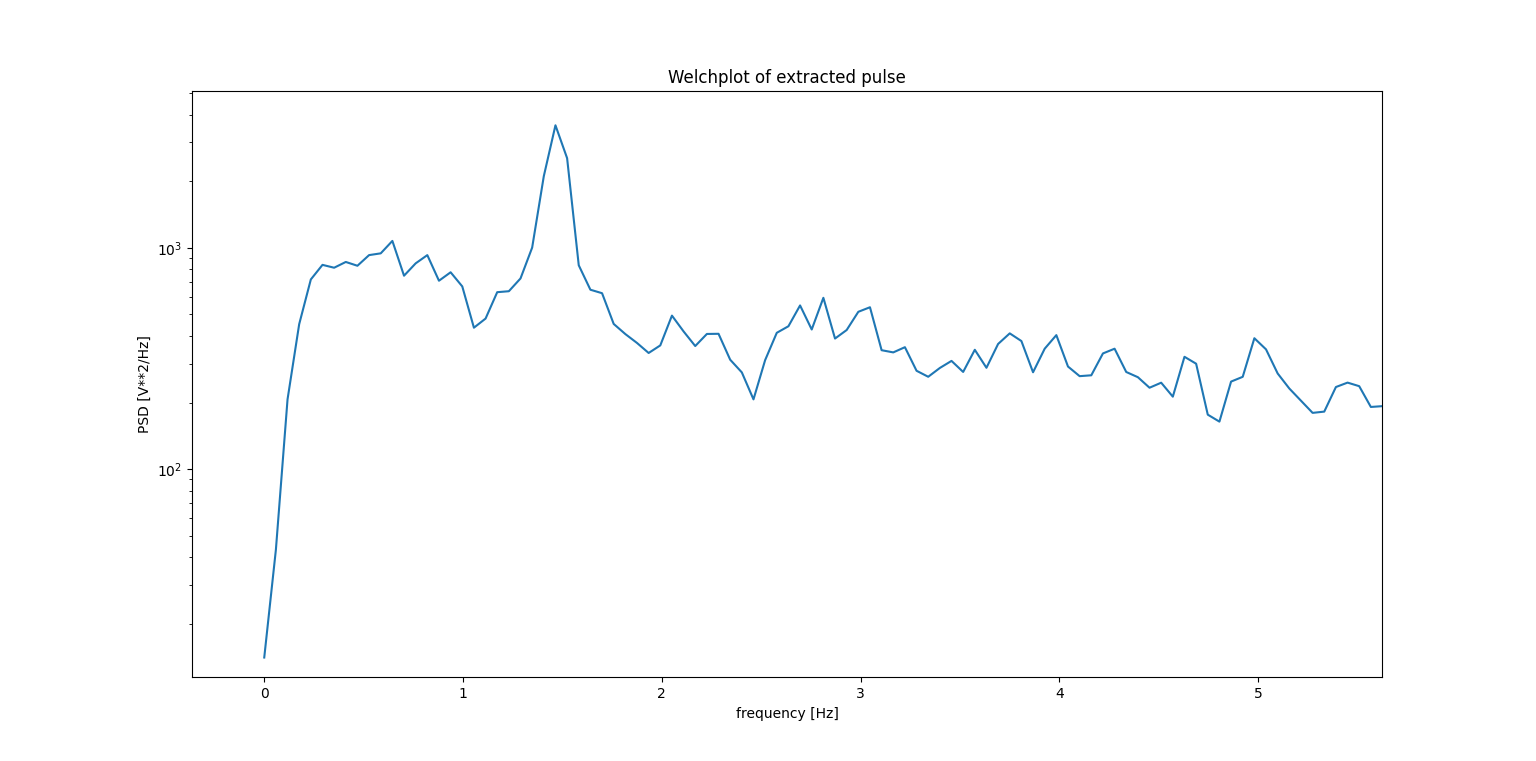 Welchplot of extracted pulse
PSD [V**2/Hz]
10³
10²
0 1 2 3 4 5
frequency [Hz]